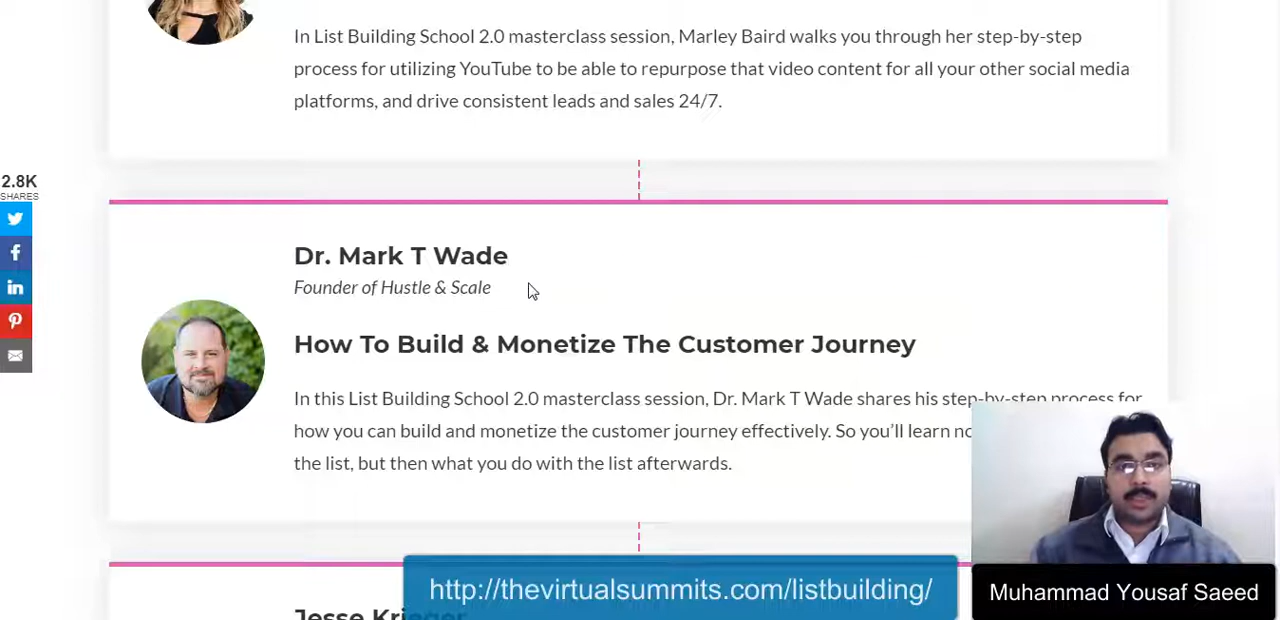 In List Building School 2.0 masterclass session, Marley Baird walks you through her step-by-step
process for utilizing YouTube to be able to repurpose that video content for all your other social media
platforms, and drive consistent leads and sales 24/7.
2.8K
SHARES
Dr. Mark T Wade
Founder of Hustle & Scale
How To Build & Monetize The Customer Journey
In this List Building School 2.0 masterclass session, Dr. Mark T Wade shares his step-by-step process for
how you can build and monetize the customer journey effectively. So you'll learn
the list, but then what you do with the list afterwards.
Jesse Krieger
http://thevirtualsummits.com/listbuilding/
Muhammad Yousaf Saeed